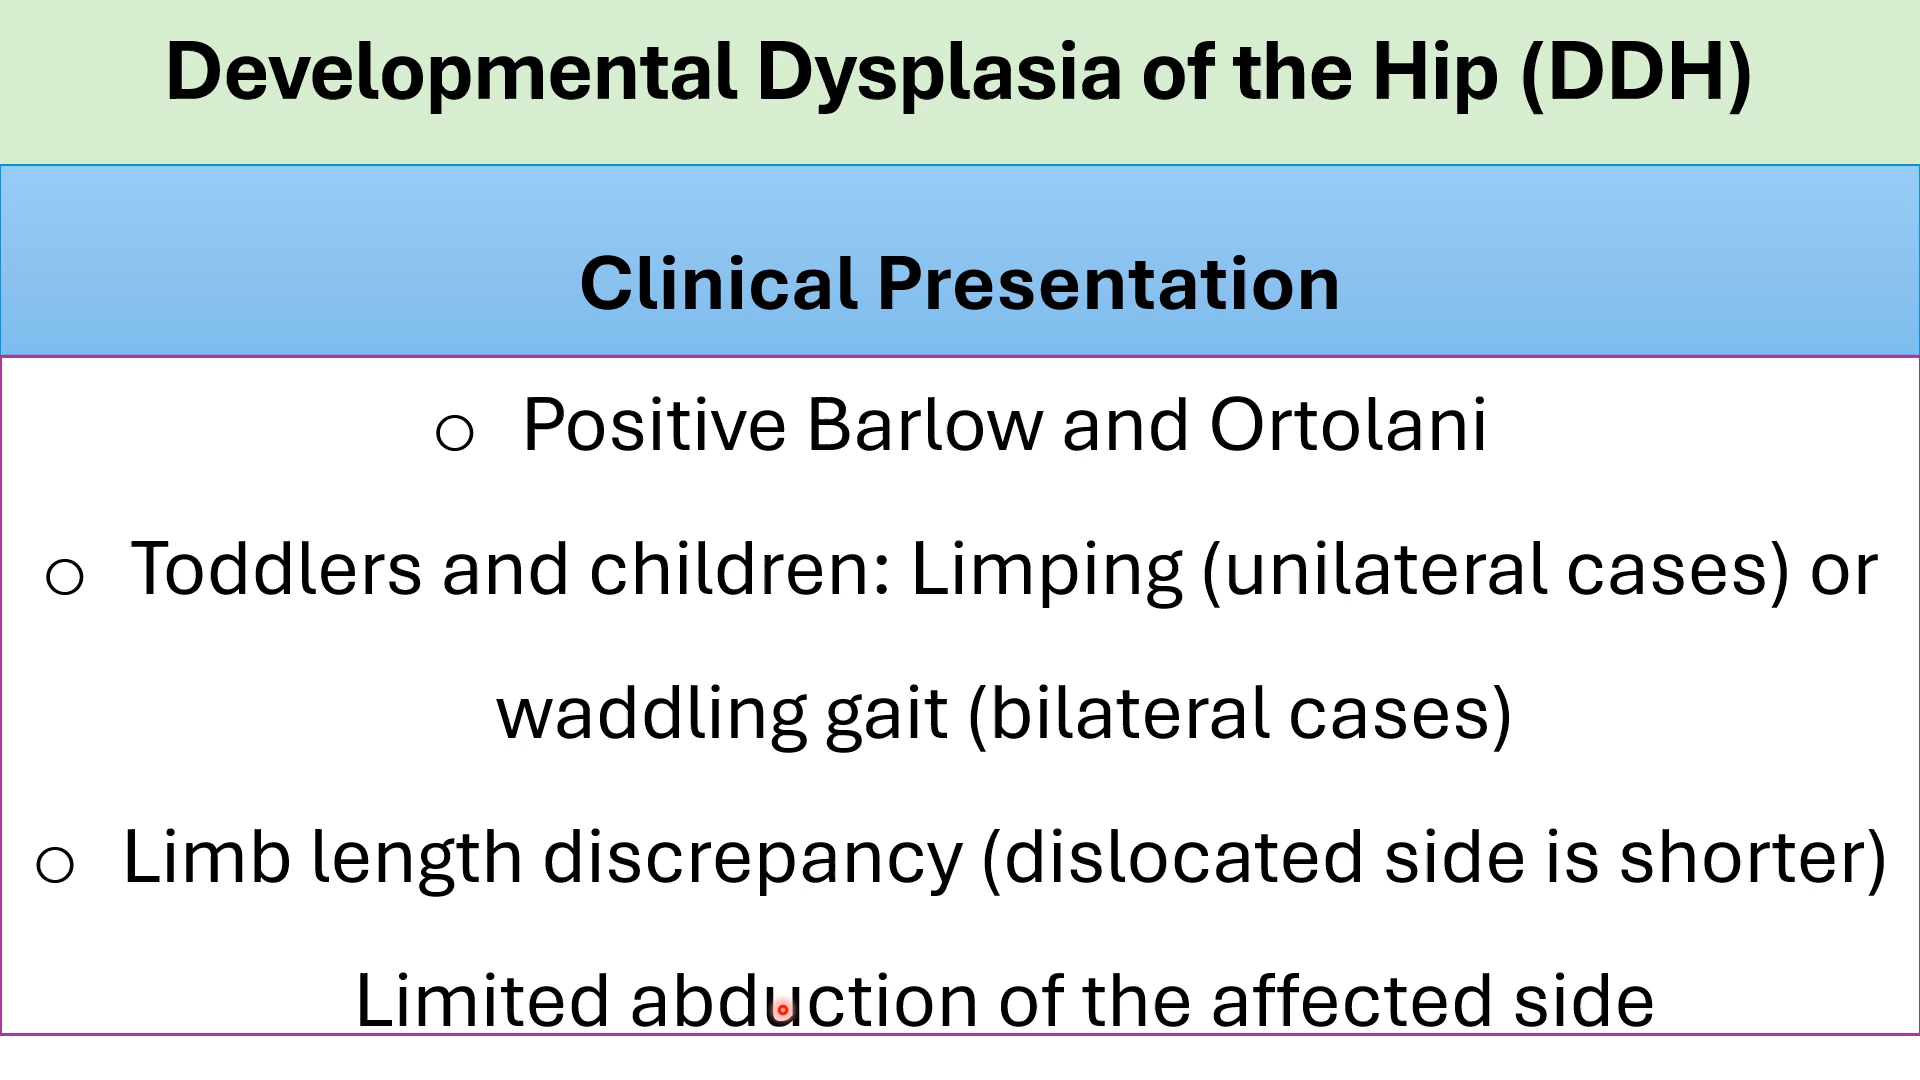 Developmental Dysplasia of the Hip (DDH)
Clinical Presentation
o Positive Barlow and Ortolani
o Toddlers and children: Limping (unilateral cases) or
waddling gait (bilateral cases)
o Limb length discrepancy (dislocated side is shorter)
Limited abduction of the affected side